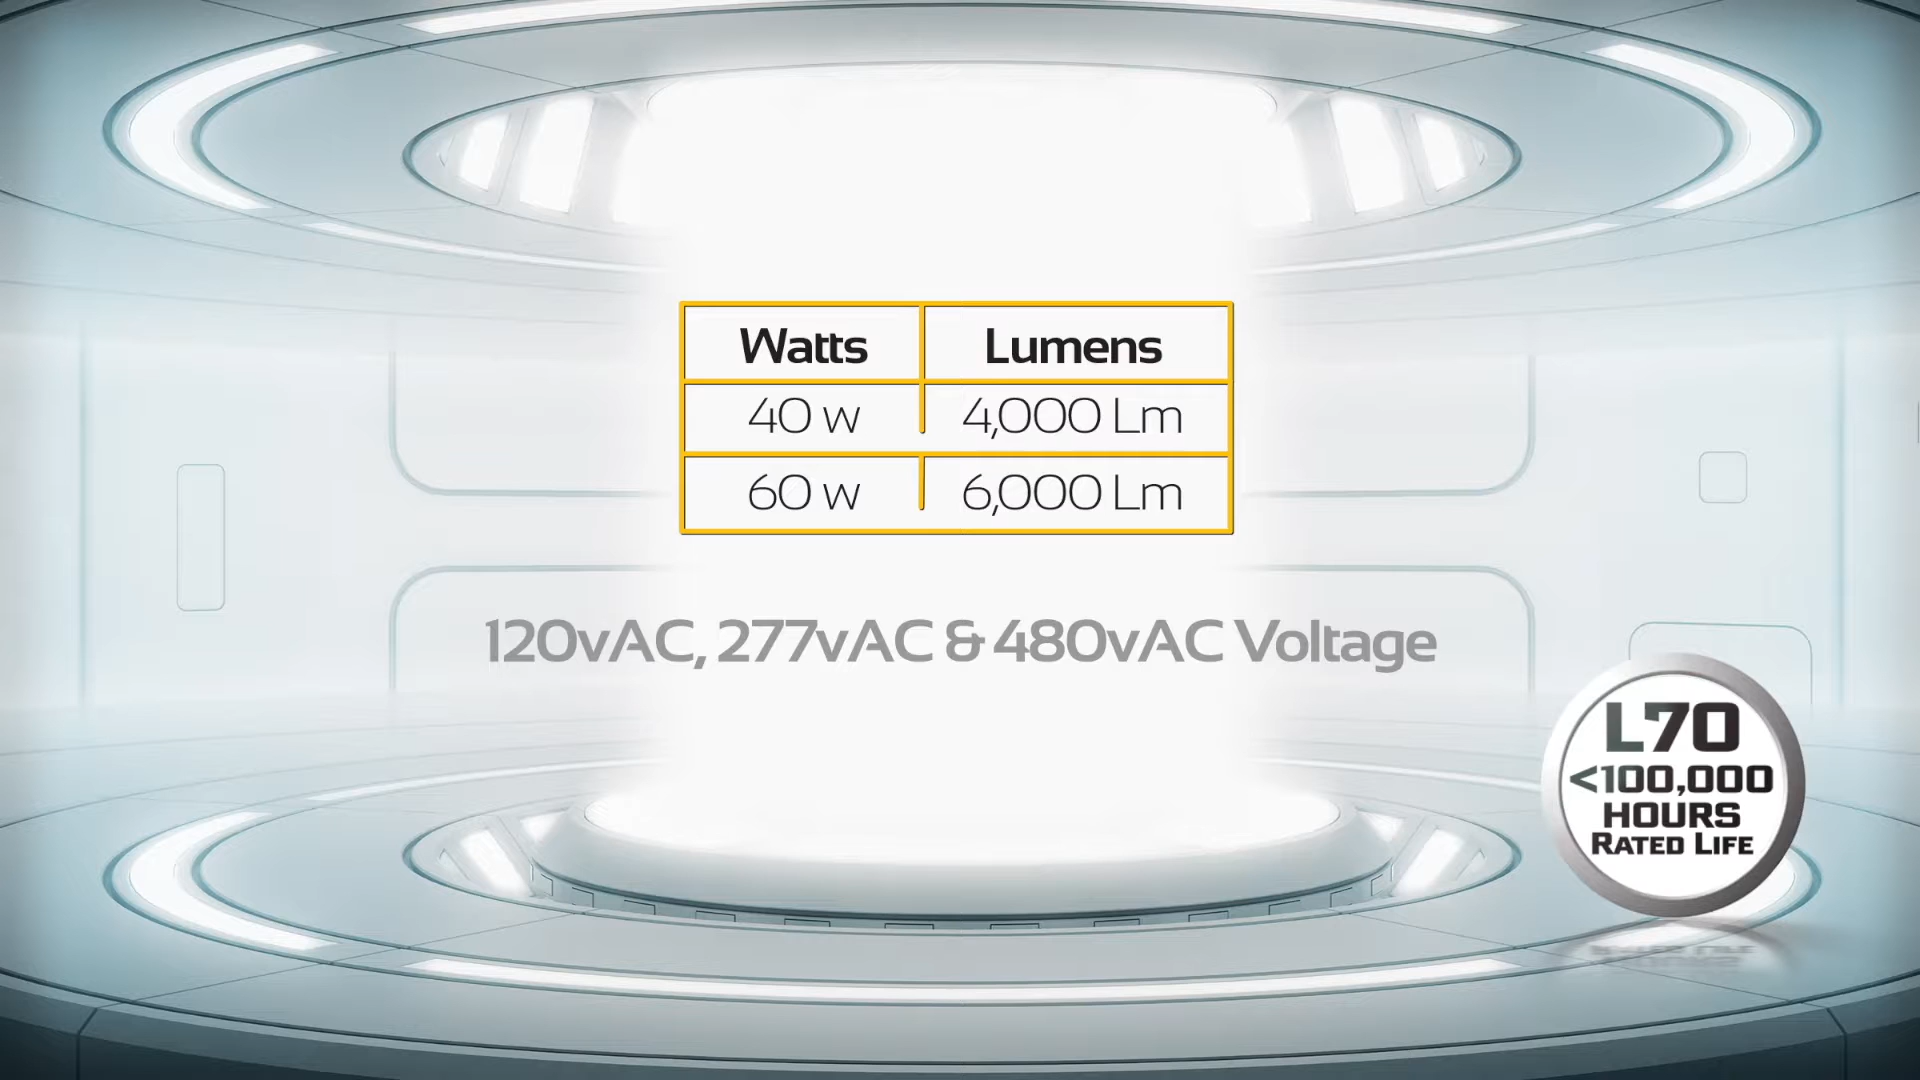 Watts Lumens
40 w 4,000 Lm
60 w 6,000 Lm
120vAC, 277vAC & 480vAC Voltage
L70
<100,000
HOURS
RATED LIFE